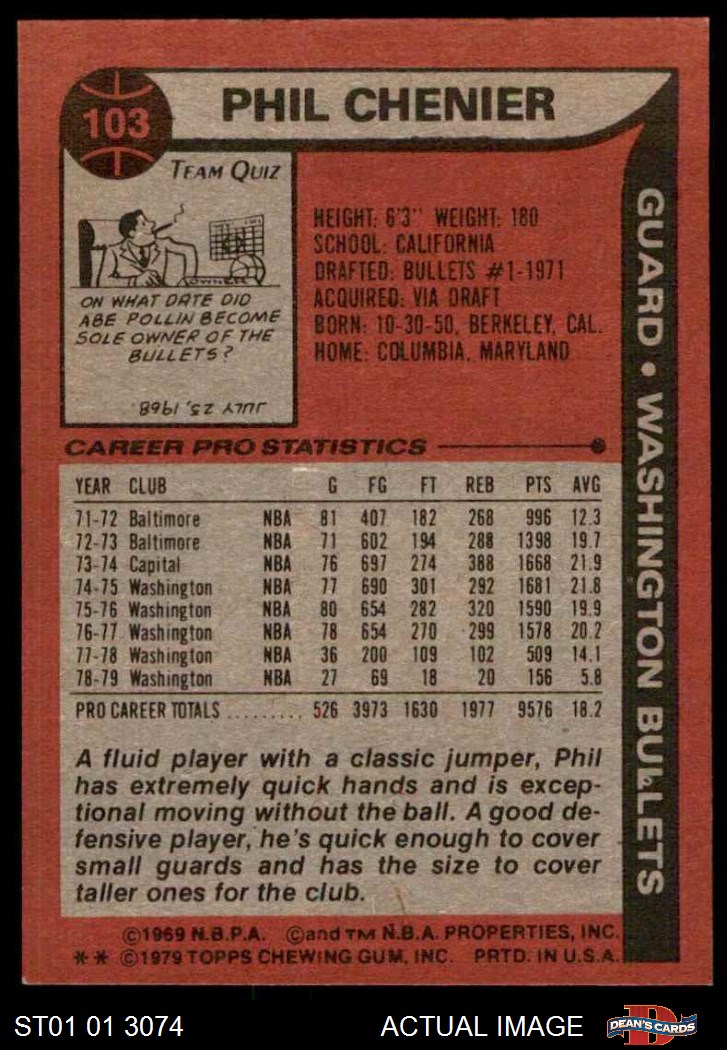 103
PHIL CHENIER
TEAM QUIZ
OWNER
ON WHAT DATE DID
ABE POLLIN BECOME
SOLE OWNER OF THE
BULLETS?
JULY 25, 1968
HEIGHT: 6'3" WEIGHT: 180
SCHOOL: CALIFORNIA
DRAFTED: BULLETS #1-1971
ACQUIRED: VIA DRAFT
BORN: 10-30-50, BERKELEY, CAL.
HOME: COLUMBIA, MARYLAND
GUARD • WASHINGTON BULLETS
CAREER PRO STATISTICS
YEAR CLUB G FG FT REB PTS AVG
71-72 Baltimore NBA 81 407 182 268 996 12.3
72-73 Baltimore NBA 71 602 194 288 1398 19.7
73-74 Capital NBA 76 697 274 388 1668 21.9
74-75 Washington NBA 77 690 301 292 1681 21.8
75-76 Washington NBA 80 654 282 320 1590 19.9
76-77 Washington NBA 78 654 270 299 1578 20.2
77-78 Washington NBA 36 200 109 102 509 14.1
78-79 Washington NBA 27 69 18 20 156 5.8
PRO CAREER TOTALS ......... 526 3973 1630 1977 9576 18.2
A fluid player with a classic jumper, Phil
has extremely quick hands and is excep-
tional moving without the ball. A good de-
fensive player, he's quick enough to cover
small guards and has the size to cover
taller ones for the club.
©1969 N.B.P.A. ©and TM N.B.A. PROPERTIES, INC.
** ©1979 TOPPS CHEWING GUM, INC. PRTD. IN U.S.A.
ST01 01 3074
ACTUAL IMAGE
D
DEAN'S CARDS